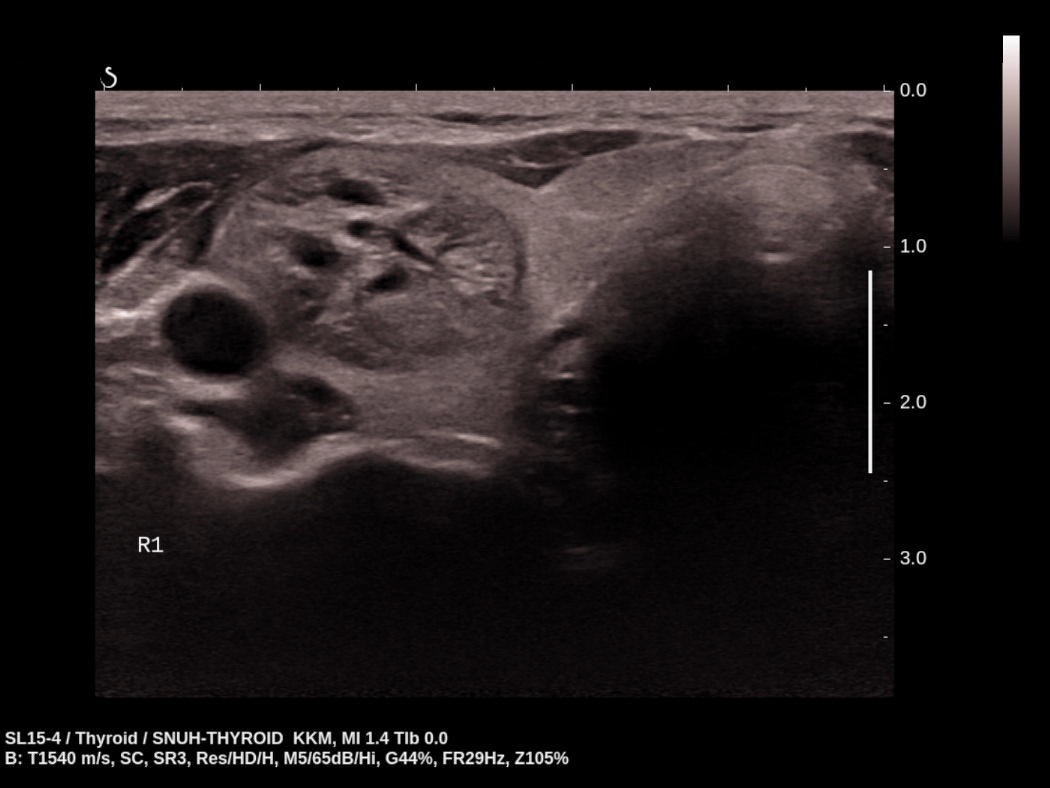 S
0.0
1.0
2.0
3.0
R1
SL15-4 / Thyroid / SNUH-THYROID KKM, MI 1.4 TIb 0.0
B: T1540 m/s, SC, SR3, Res/HD/H, M5/65dB/Hi, G44%, FR29Hz, Z105%